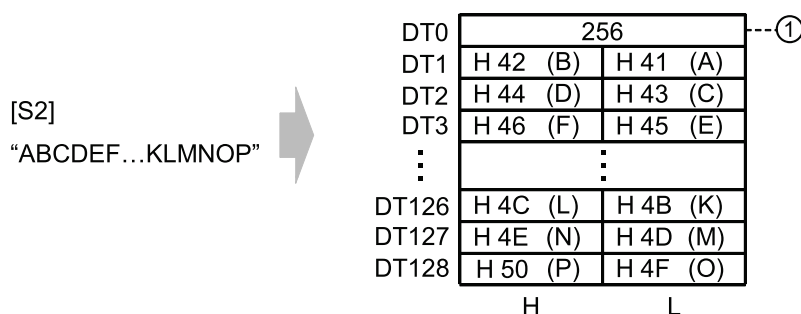 DT0 256 ①
DT1 H 42 (B) H 41 (A)
DT2 H 44 (D) H 43 (C)
[S2]
DT3 H 46 (F) H 45 (E)
“ABCDEF…KLMNOP”
DT126 H 4C (L) H 4B (K)
DT127 H 4E (N) H 4D (M)
DT128 H 50 (P) H 4F (O)
H L